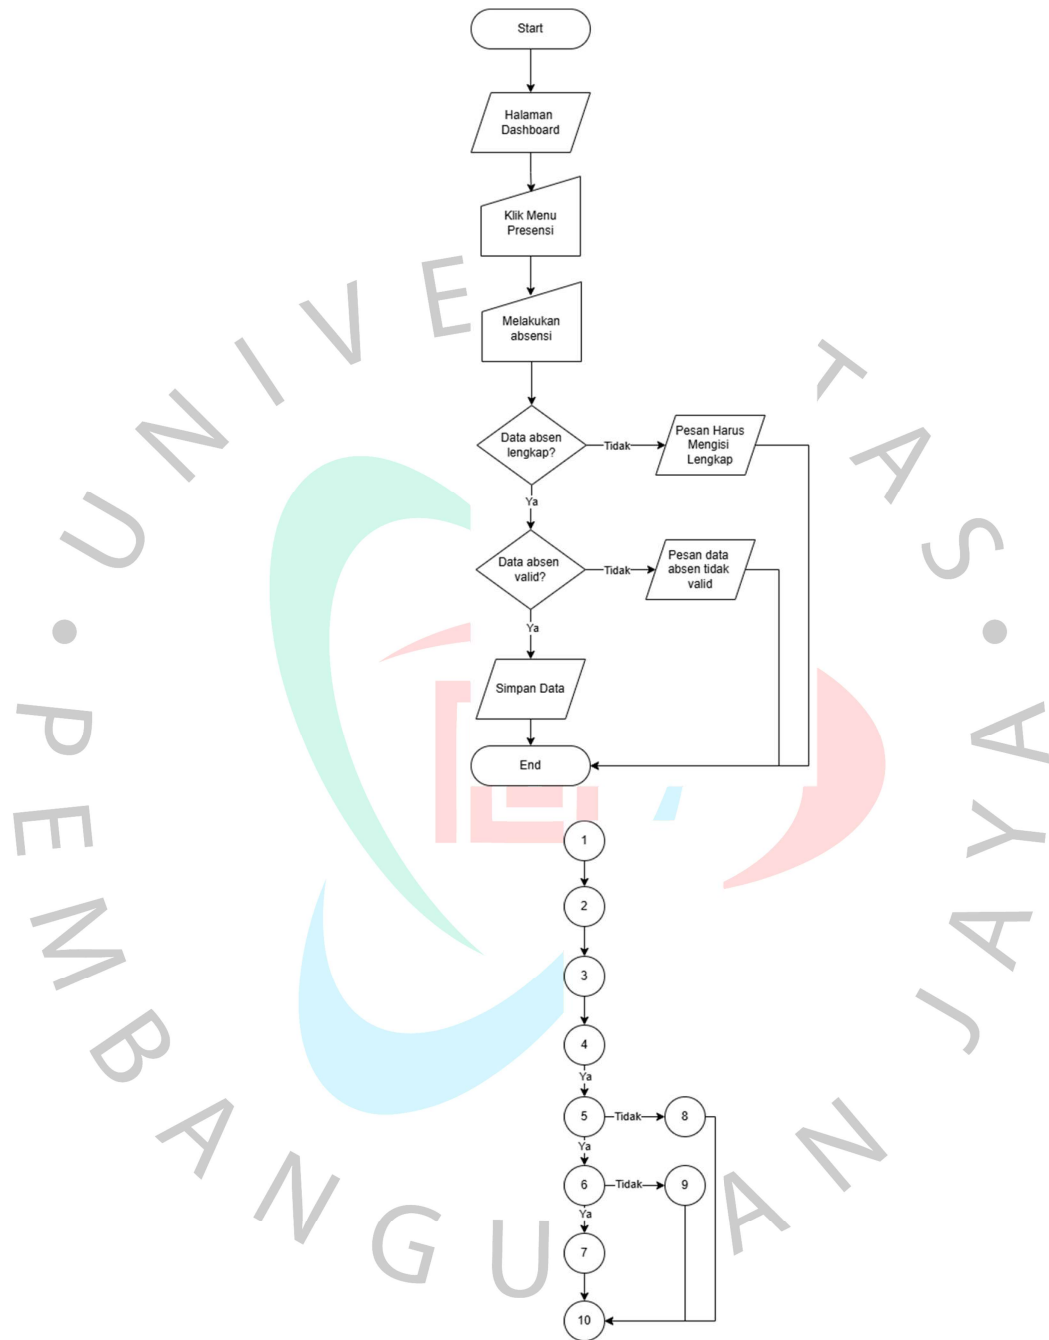 Start
Halaman
Dashboard
Klik Menu
Presensi
Melakukan
absensi
Data absen
lengkap?
Tidak
Pesan Harus
Mengisi
Lengkap
Ya
Data absen
valid?
Tidak
Pesan data
absen tidak
valid
Ya
Simpan Data
End
1
2
3
4
Ya
5
Tidak
8
Ya
6
Tidak
9
Ya
7
10
UNIVE TAS
PEMBANGUNAN JAYA